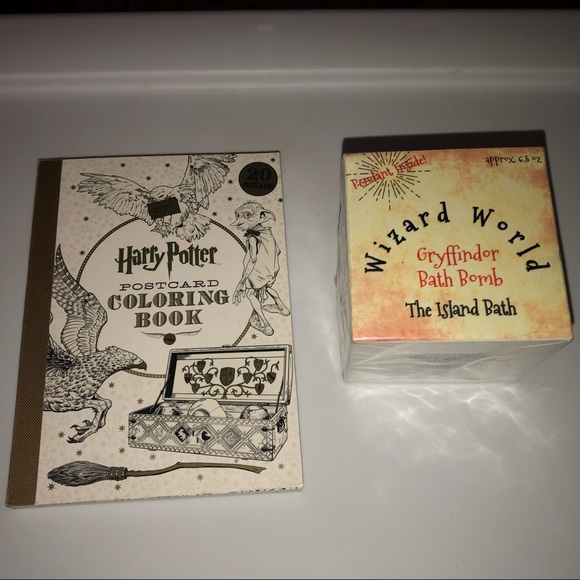 20
POSTCARDS
Harry Potter
POSTCARD
COLORING
BOOK
Pendant Inside!
approx. 6.5 oz
Wizard World
Gryffindor
Bath Bomb
The Island Bath